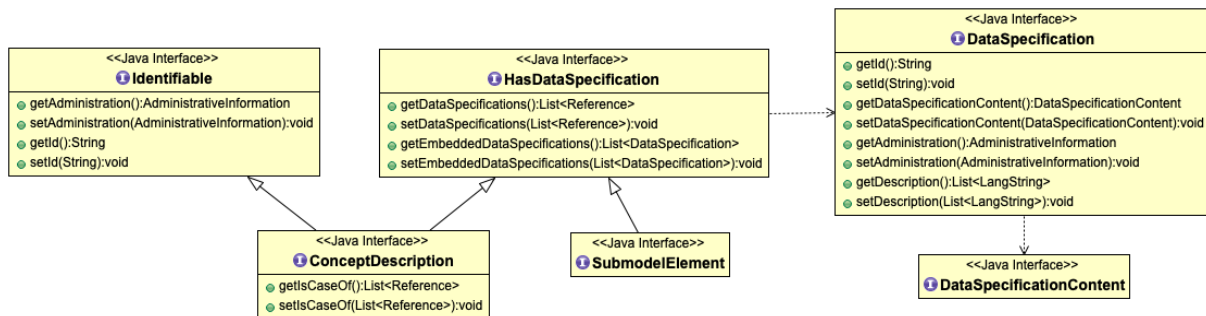 <<Java Interface>>
Identifiable
getAdministration():AdministrativeInformation
setAdministration(AdministrativeInformation):void
getId():String
setId(String):void
<<Java Interface>>
HasDataSpecification
getDataSpecifications():List<Reference>
setDataSpecifications(List<Reference>):void
getEmbeddedDataSpecifications():List<DataSpecification>
setEmbeddedDataSpecifications(List<DataSpecification>):void
<<Java Interface>>
DataSpecification
getId():String
setId(String):void
getDataSpecificationContent():DataSpecificationContent
setDataSpecificationContent(DataSpecificationContent):void
getAdministration():AdministrativeInformation
setAdministration(AdministrativeInformation):void
getDescription():List<LangString>
setDescription(List<LangString>):void
<<Java Interface>>
ConceptDescription
getIsCaseOf():List<Reference>
setIsCaseOf(List<Reference>):void
<<Java Interface>>
SubmodelElement
<<Java Interface>>
DataSpecificationContent